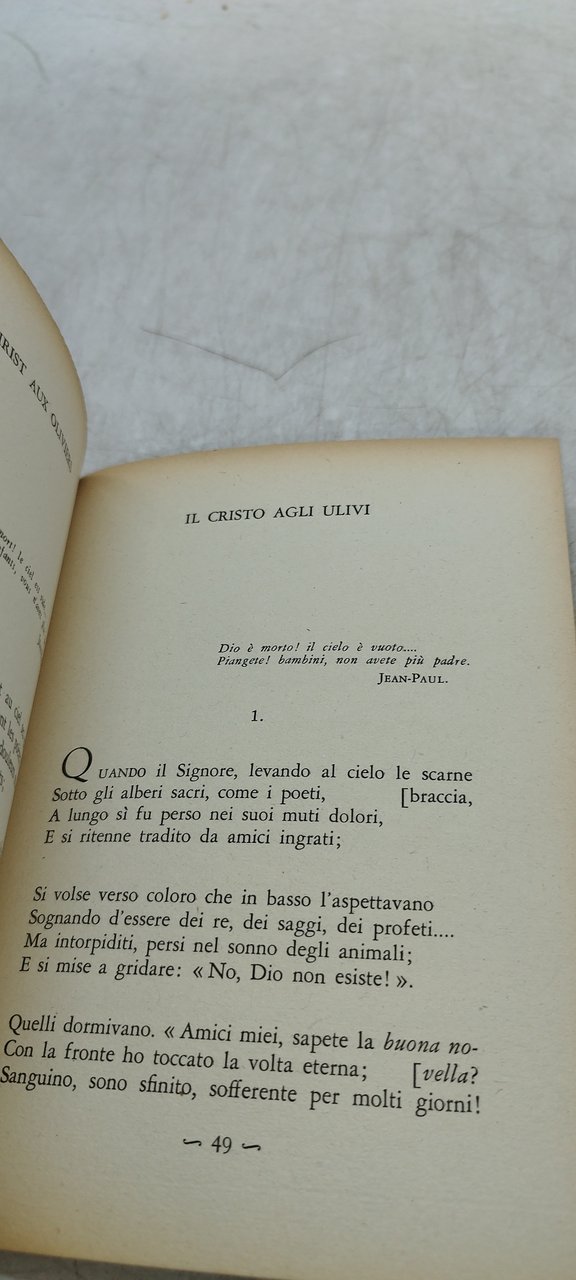 CHRIST AUX OLIVIERS
IL CRISTO AGLI ULIVI
Dio è morto! il cielo è vuoto....
Piangete! bambini, non avete più padre.
JEAN-PAUL.
1.
QUANDO il Signore, levando al cielo le scarne
Sotto gli alberi sacri, come i poeti, [braccia,
A lungo sì fu perso nei suoi muti dolori,
E si ritenne tradito da amici ingrati;
Si volse verso coloro che in basso l'aspettavano
Sognando d'essere dei re, dei saggi, dei profeti....
Ma intorpiditi, persi nel sonno degli animali;
E si mise a gridare: «No, Dio non esiste!».
Quelli dormivano. «Amici miei, sapete la buona no-
Con la fronte ho toccato la volta eterna; [vella?
Sanguino, sono sfinito, sofferente per molti giorni!
49